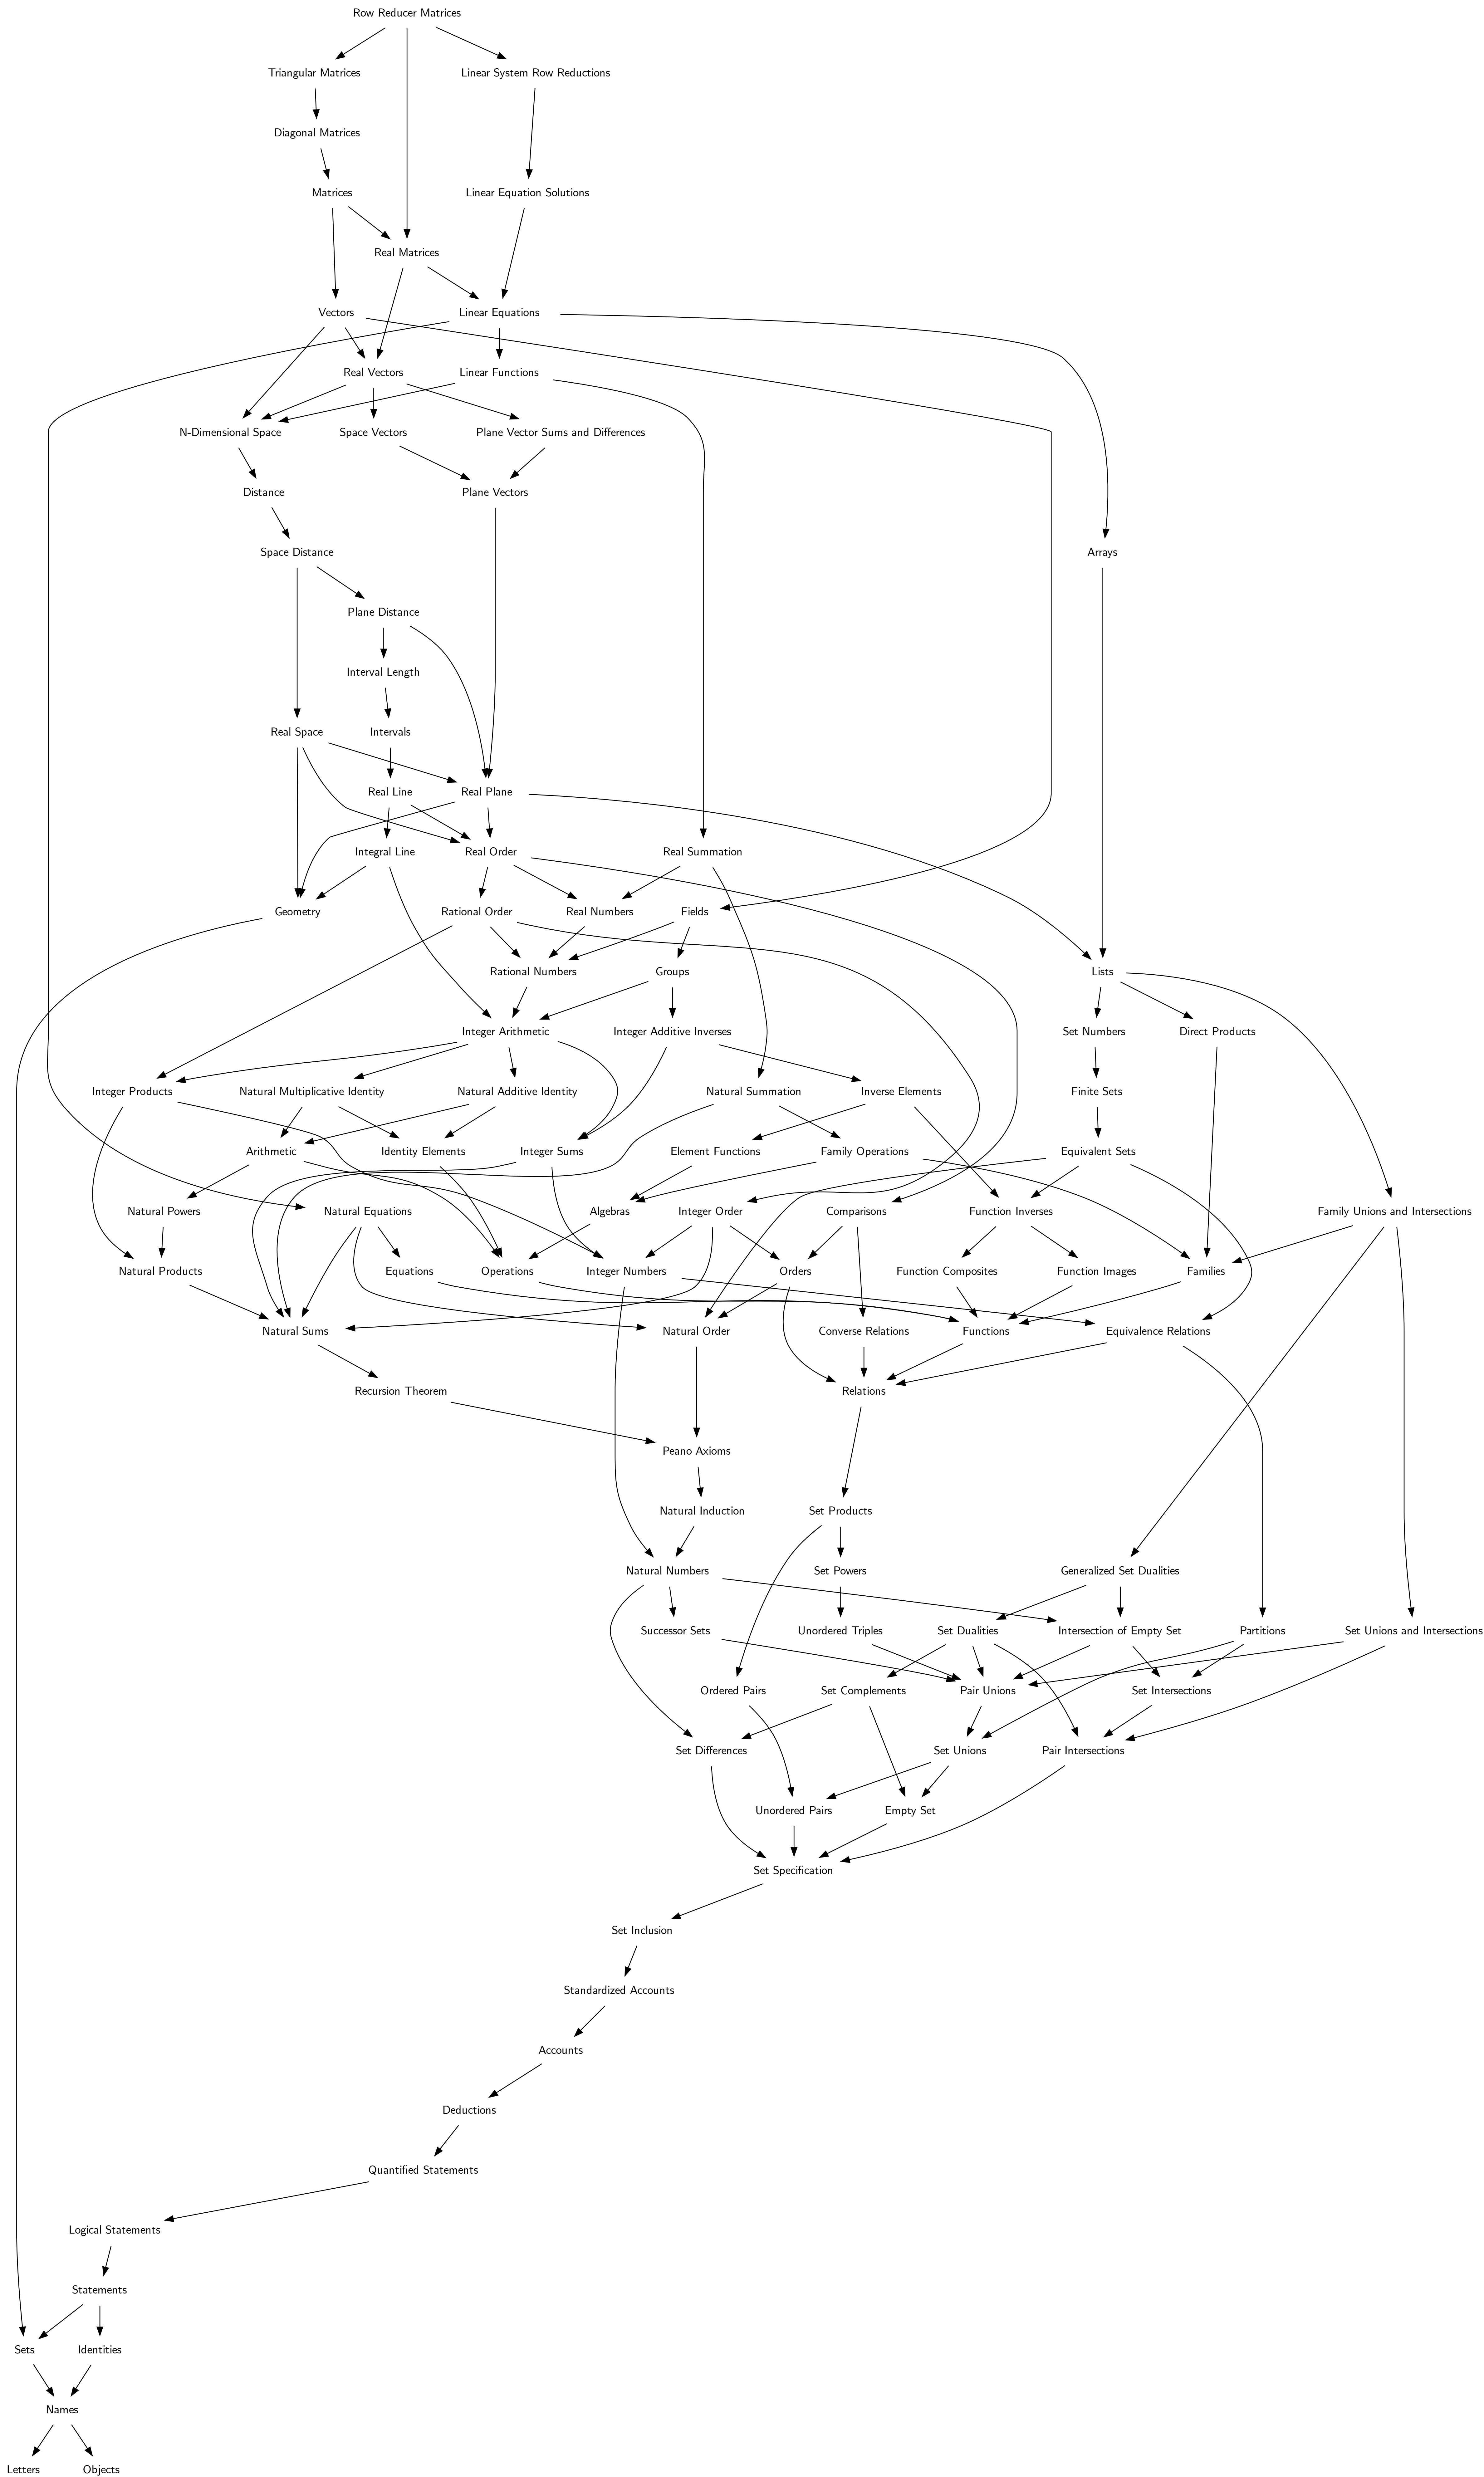 Row Reducer Matrices
Triangular Matrices
Linear System Row Reductions
Diagonal Matrices
Matrices
Linear Equation Solutions
Real Matrices
Vectors
Linear Equations
Real Vectors
Linear Functions
N-Dimensional Space
Space Vectors
Plane Vector Sums and Differences
Distance
Plane Vectors
Space Distance
Arrays
Plane Distance
Interval Length
Real Space
Intervals
Real Line
Real Plane
Integral Line
Real Order
Real Summation
Geometry
Rational Order
Real Numbers
Fields
Rational Numbers
Groups
Lists
Integer Arithmetic
Integer Additive Inverses
Set Numbers
Direct Products
Integer Products
Natural Multiplicative Identity
Natural Additive Identity
Natural Summation
Inverse Elements
Finite Sets
Arithmetic
Identity Elements
Integer Sums
Element Functions
Family Operations
Equivalent Sets
Natural Powers
Natural Equations
Algebras
Integer Order
Comparisons
Function Inverses
Family Unions and Intersections
Natural Products
Equations
Operations
Integer Numbers
Orders
Function Composites
Function Images
Families
Natural Sums
Natural Order
Converse Relations
Functions
Equivalence Relations
Recursion Theorem
Relations
Peano Axioms
Natural Induction
Set Products
Natural Numbers
Set Powers
Generalized Set Dualities
Successor Sets
Unordered Triples
Set Dualities
Intersection of Empty Set
Partitions
Set Unions and Intersections
Ordered Pairs
Set Complements
Pair Unions
Set Intersections
Set Differences
Set Unions
Pair Intersections
Unordered Pairs
Empty Set
Set Specification
Set Inclusion
Standardized Accounts
Accounts
Deductions
Quantified Statements
Logical Statements
Statements
Sets
Identities
Names
Letters
Objects